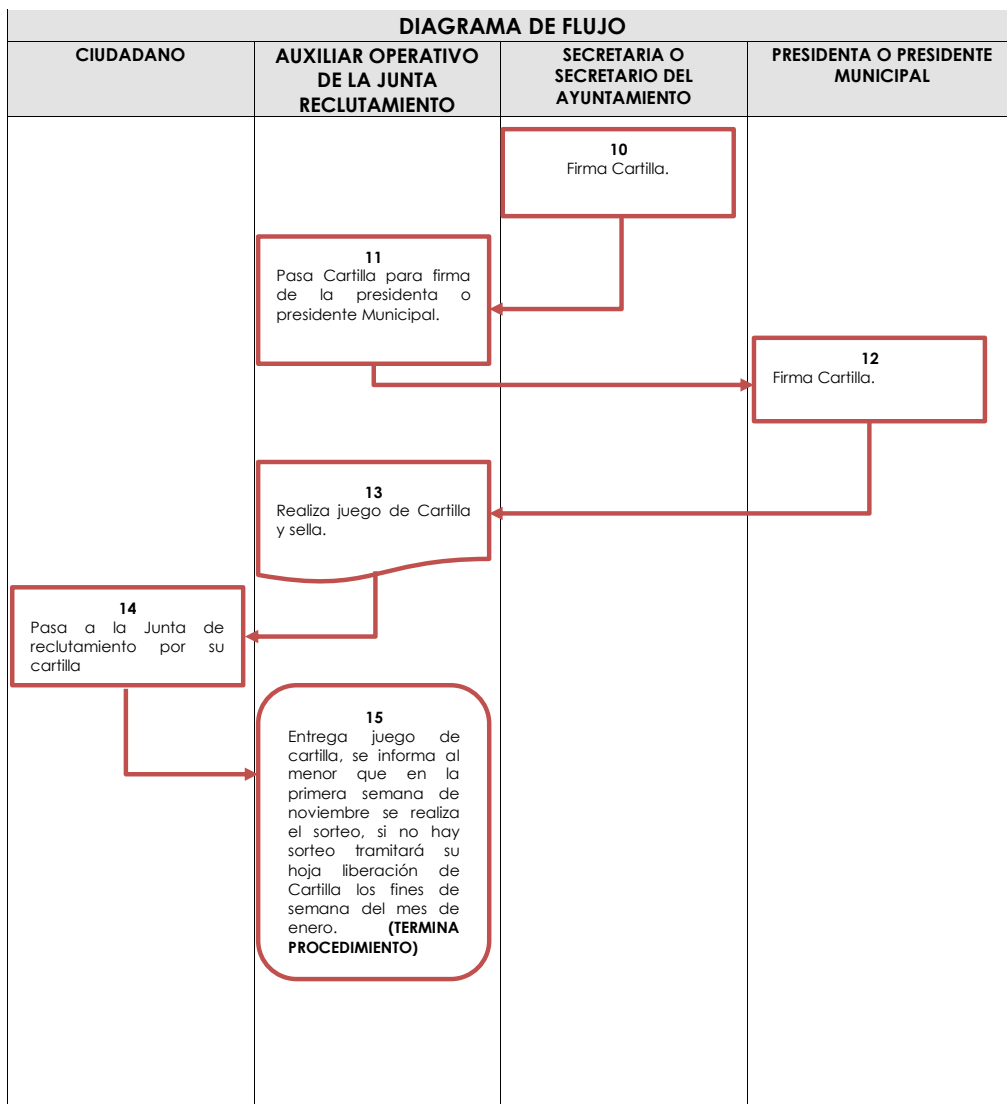 DIAGRAMA DE FLUJO
CIUDADANO
AUXILIAR OPERATIVO
DE LA JUNTA
RECLUTAMIENTO
SECRETARIA O
SECRETARIO DEL
AYUNTAMIENTO
PRESIDENTA O PRESIDENTE
MUNICIPAL
10
Firma Cartilla.
11
Pasa Cartilla para firma
de la presidenta o
presidente Municipal.
12
Firma Cartilla.
13
Realiza juego de Cartilla
y sella.
14
Pasa a la Junta de
reclutamiento por su
cartilla
15
Entrega juego de
cartilla, se informa al
menor que en la
primera semana de
noviembre se realiza
el sorteo, si no hay
sorteo tramitará su
hoja liberación de
Cartilla los fines de
semana del mes de
enero. (TERMINA
PROCEDIMIENTO)